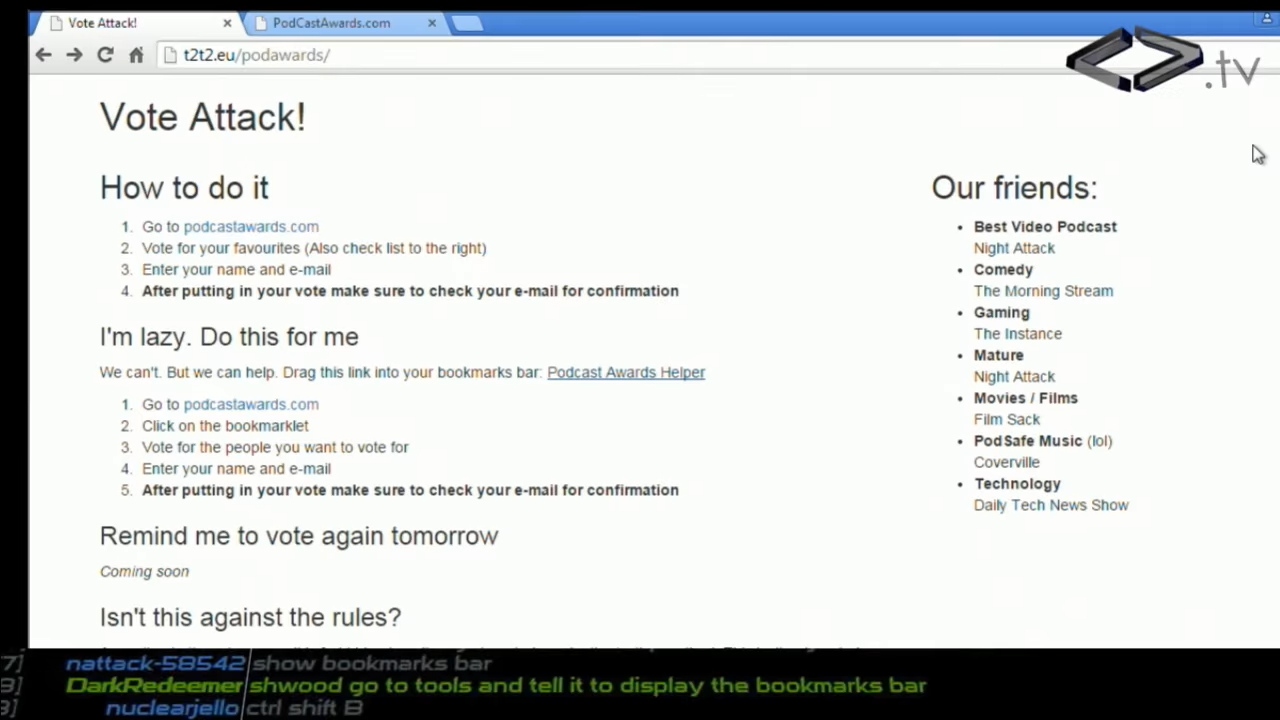 Vote Attack!
PodCastAwards.com
t2t2.eu/podawards/
.tv
Vote Attack!
How to do it
1. Go to podcastawards.com
2. Vote for your favourites (Also check list to the right)
3. Enter your name and e-mail
4. After putting in your vote make sure to check your e-mail for confirmation
I'm lazy. Do this for me
We can't. But we can help. Drag this link into your bookmarks bar: Podcast Awards Helper
1. Go to podcastawards.com
2. Click on the bookmarklet
3. Vote for the people you want to vote for
4. Enter your name and e-mail
5. After putting in your vote make sure to check your e-mail for confirmation
Remind me to vote again tomorrow
Coming soon
Isn't this against the rules?
Our friends:
Best Video Podcast
Night Attack
Comedy
The Morning Stream
Gaming
The Instance
Mature
Night Attack
Movies / Films
Film Sack
PodSafe Music (lol)
Coverville
Technology
Daily Tech News Show
7] nattack-58542 show bookmarks bar
DarkRedeemer shwood go to tools and tell it to display the bookmarks bar
nuclearjello ctrl shift B